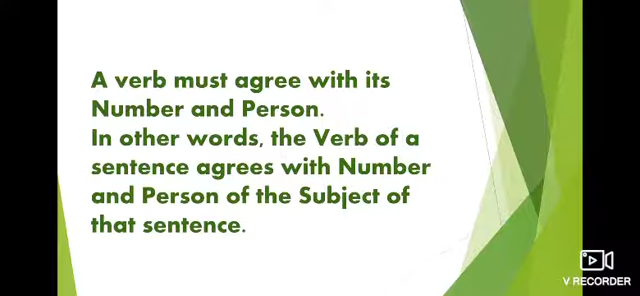 A verb must agree with its
Number and Person.
In other words, the Verb of a
sentence agrees with Number
and Person of the Subject of
that sentence.
V RECORDER